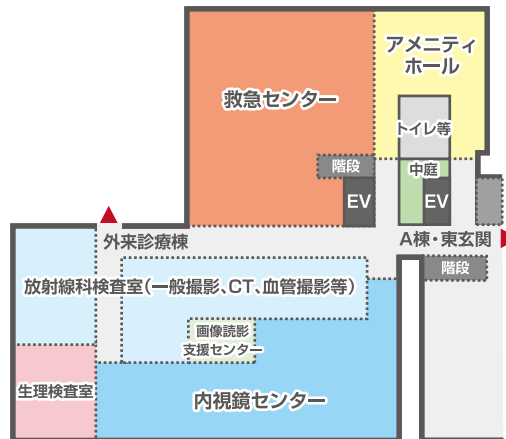 アメニティ
ホール
救急センター
トイレ等
階段
中庭
EV
EV
外来診療棟
A棟・東玄関
階段
放射線科検査室(一般撮影、CT、血管撮影等)
画像読影
支援センター
生理検査室
内視鏡センター